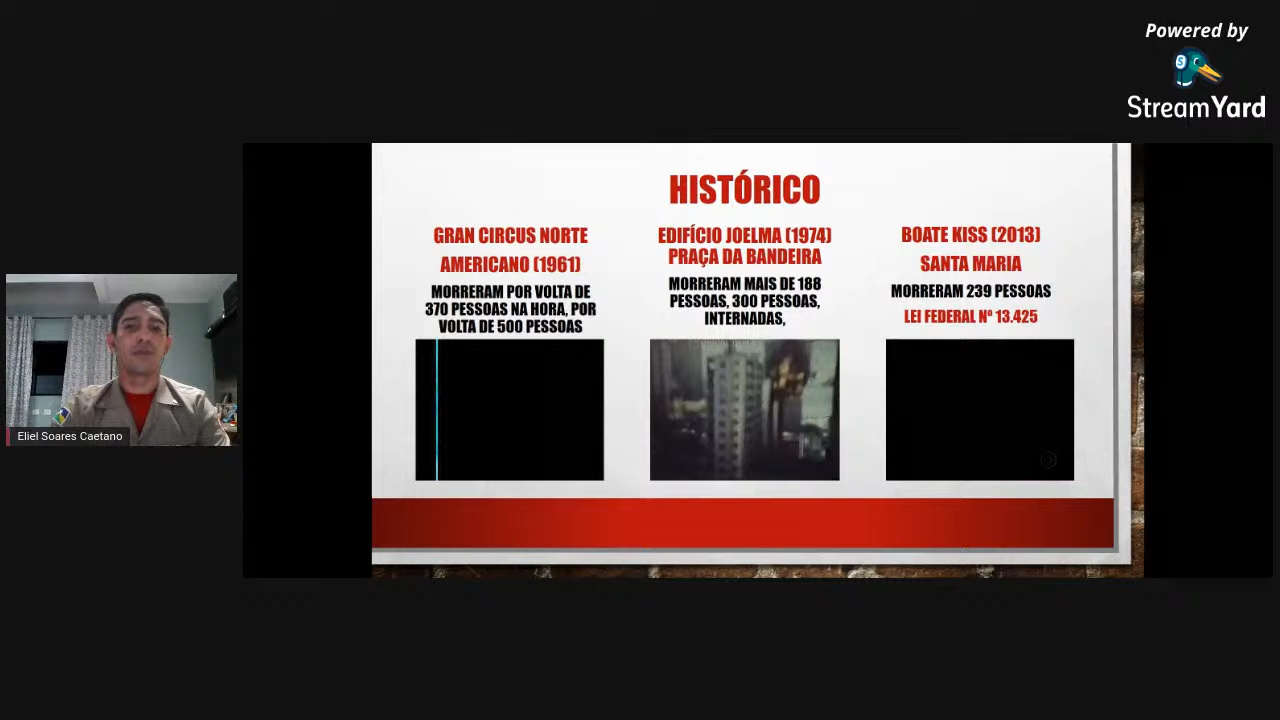 Powered by
StreamYard
HISTÓRICO
GRAN CIRCUS NORTE
AMERICANO (1961)
MORRERAM POR VOLTA DE
370 PESSOAS NA HORA, POR
VOLTA DE 500 PESSOAS
EDIFÍCIO JOELMA (1974)
PRAÇA DA BANDEIRA
MORRERAM MAIS DE 188
PESSOAS, 300 PESSOAS,
INTERNADAS,
BOATE KISS (2013)
SANTA MARIA
MORRERAM 239 PESSOAS
LEI FEDERAL Nº 13.425
Eliel Soares Caetano